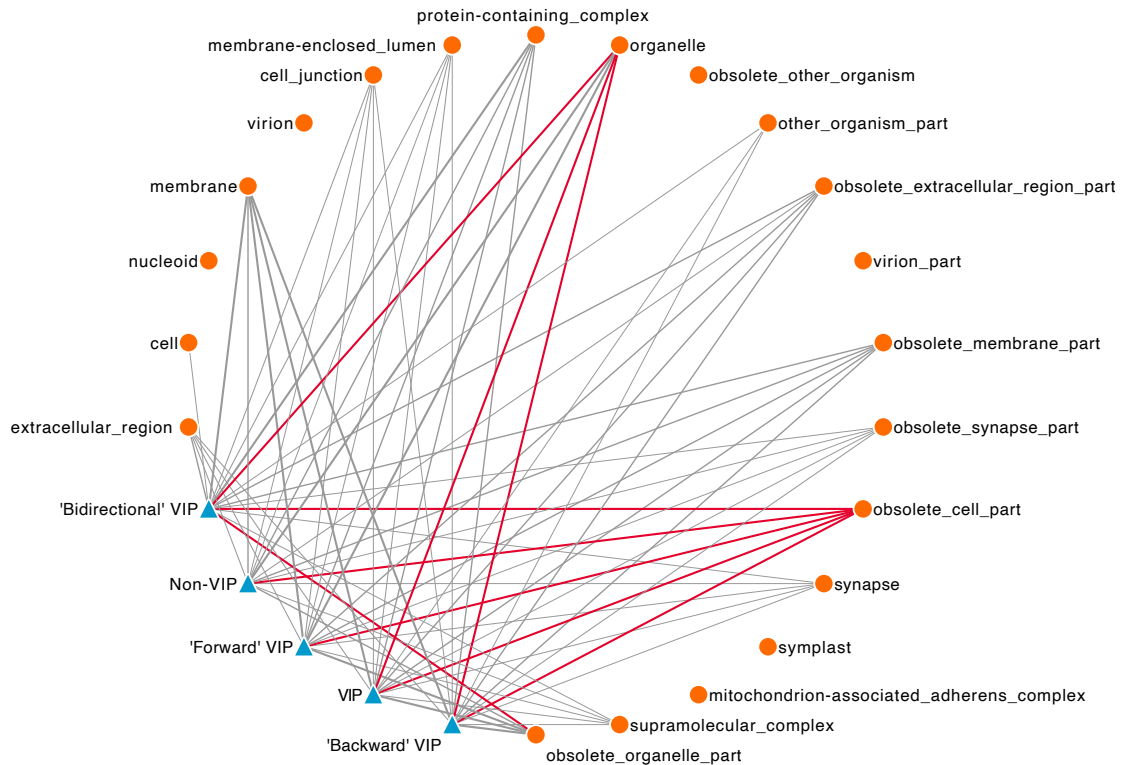 protein-containing_complex
membrane-enclosed_lumen
organelle
cell_junction
obsolete_other_organism
virion
other_organism_part
membrane
obsolete_extracellular_region_part
nucleoid
virion_part
cell
obsolete_membrane_part
extracellular_region
obsolete_synapse_part
'Bidirectional' VIP
obsolete_cell_part
Non-VIP
synapse
'Forward' VIP
symplast
VIP
mitochondrion-associated_adherens_complex
supramolecular_complex
'Backward' VIP
obsolete_organelle_part